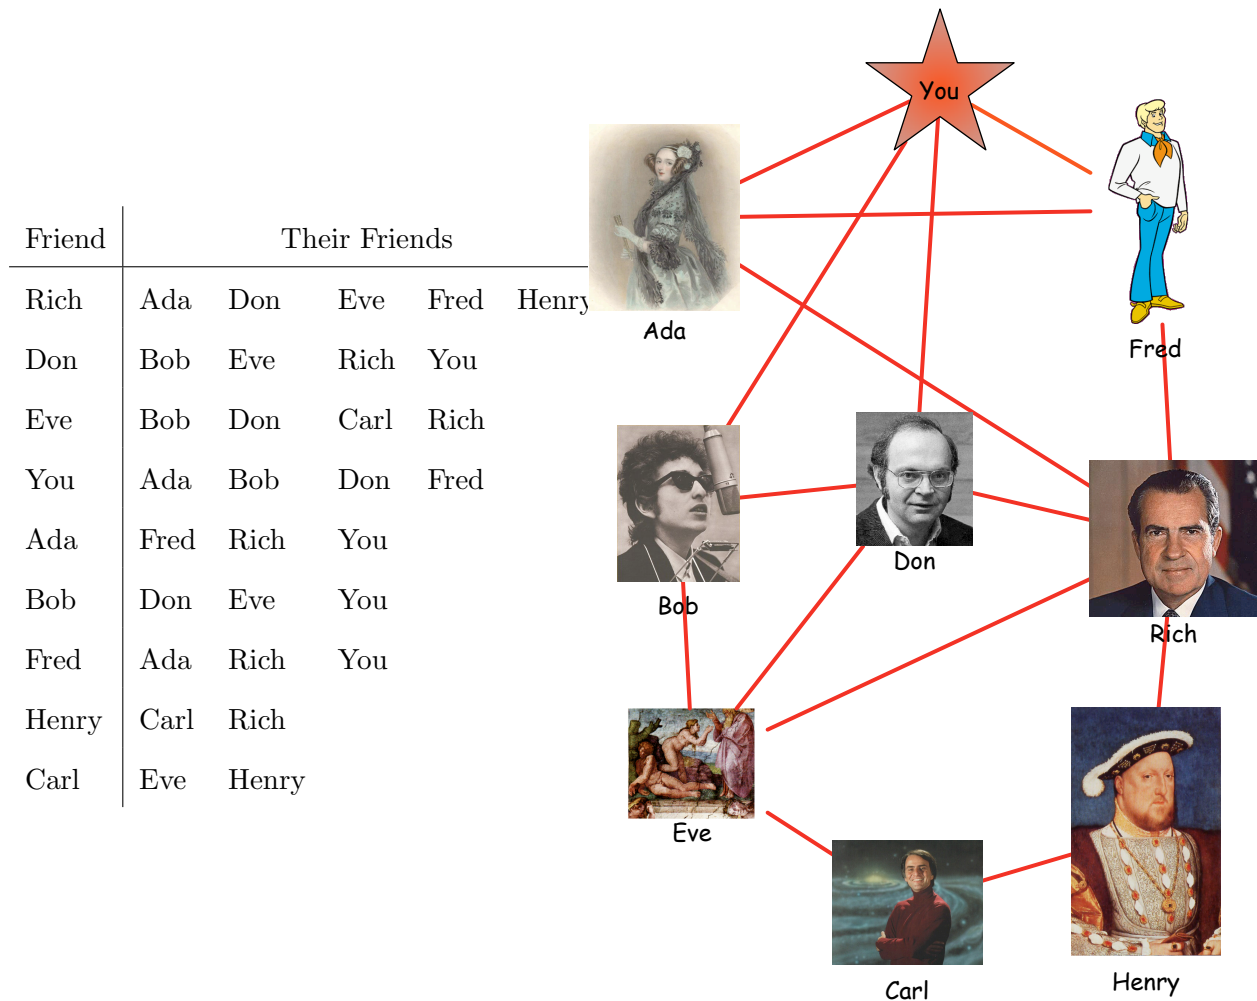 Friend Their Friends
Rich Ada Don Eve Fred Henry
Don Bob Eve Rich You
Eve Bob Don Carl Rich
You Ada Bob Don Fred
Ada Fred Rich You
Bob Don Eve You
Fred Ada Rich You
Henry Carl Rich
Carl Eve Henry
You
Ada
Fred
Bob
Don
Rich
Eve
Carl
Henry